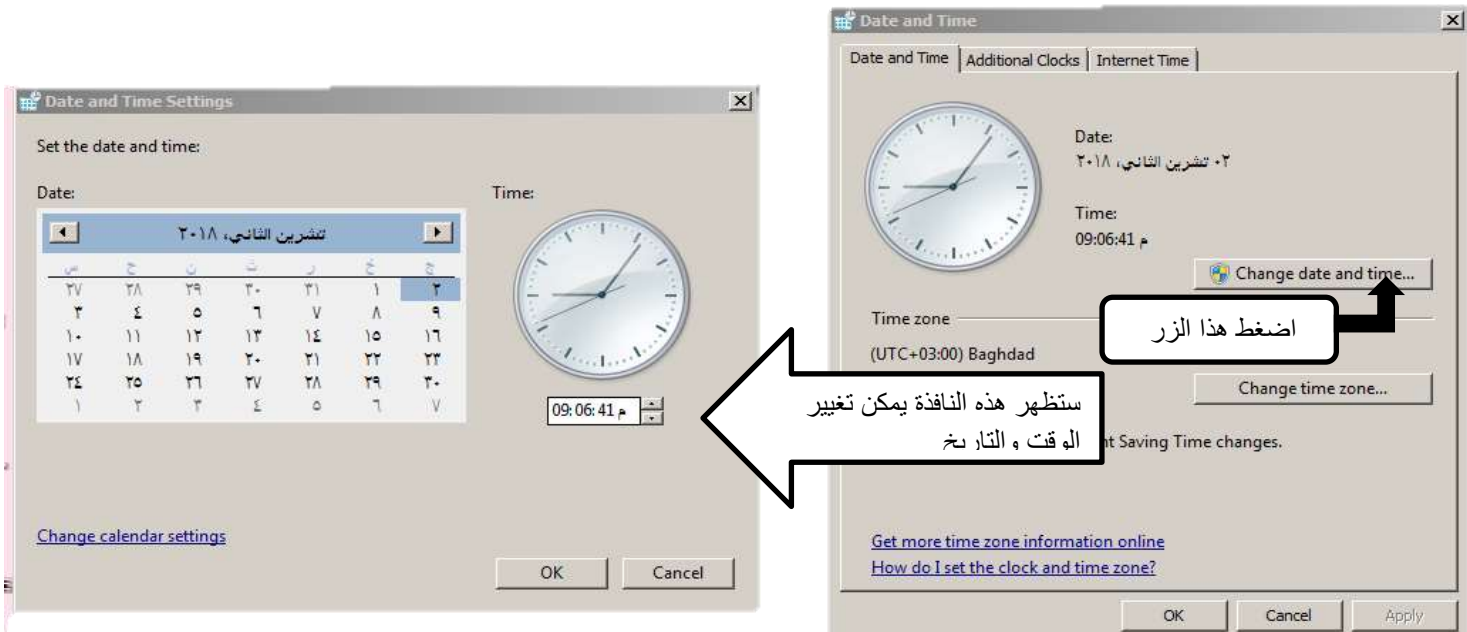 Date and Time
Date and Time
Additional Clocks
Internet Time
Date:
٠٢ تشرين الثاني، ٢٠١٨
Time:
09:06:41 م
Change date and time...
اضغط هذا الزر
Time zone
(UTC+03:00) Baghdad
Change time zone...
Saving Time changes.
Get more time zone information online
How do I set the clock and time zone?
OK
Cancel
Apply
ستظهر هذه النافذة يمكن تغيير
الوقت والتاريخ
Date and Time Settings
Set the date and time:
Date:
Time:
تشرين الثاني، ٢٠١٨
س ح ن ث ر خ ج
٢٧ ٢٨ ٢٩ ٣٠ ٣١ ١ ٢
٣ ٤ ٥ ٦ ٧ ٨ ٩
١٠ ١١ ١٢ ١٣ ١٤ ١٥ ١٦
١٧ ١٨ ١٩ ٢٠ ٢١ ٢٢ ٢٣
٢٤ ٢٥ ٢٦ ٢٧ ٢٨ ٢٩ ٣٠
١ ٢ ٣ ٤ ٥ ٦ ٧
09:06:41 م
Change calendar settings
OK
Cancel